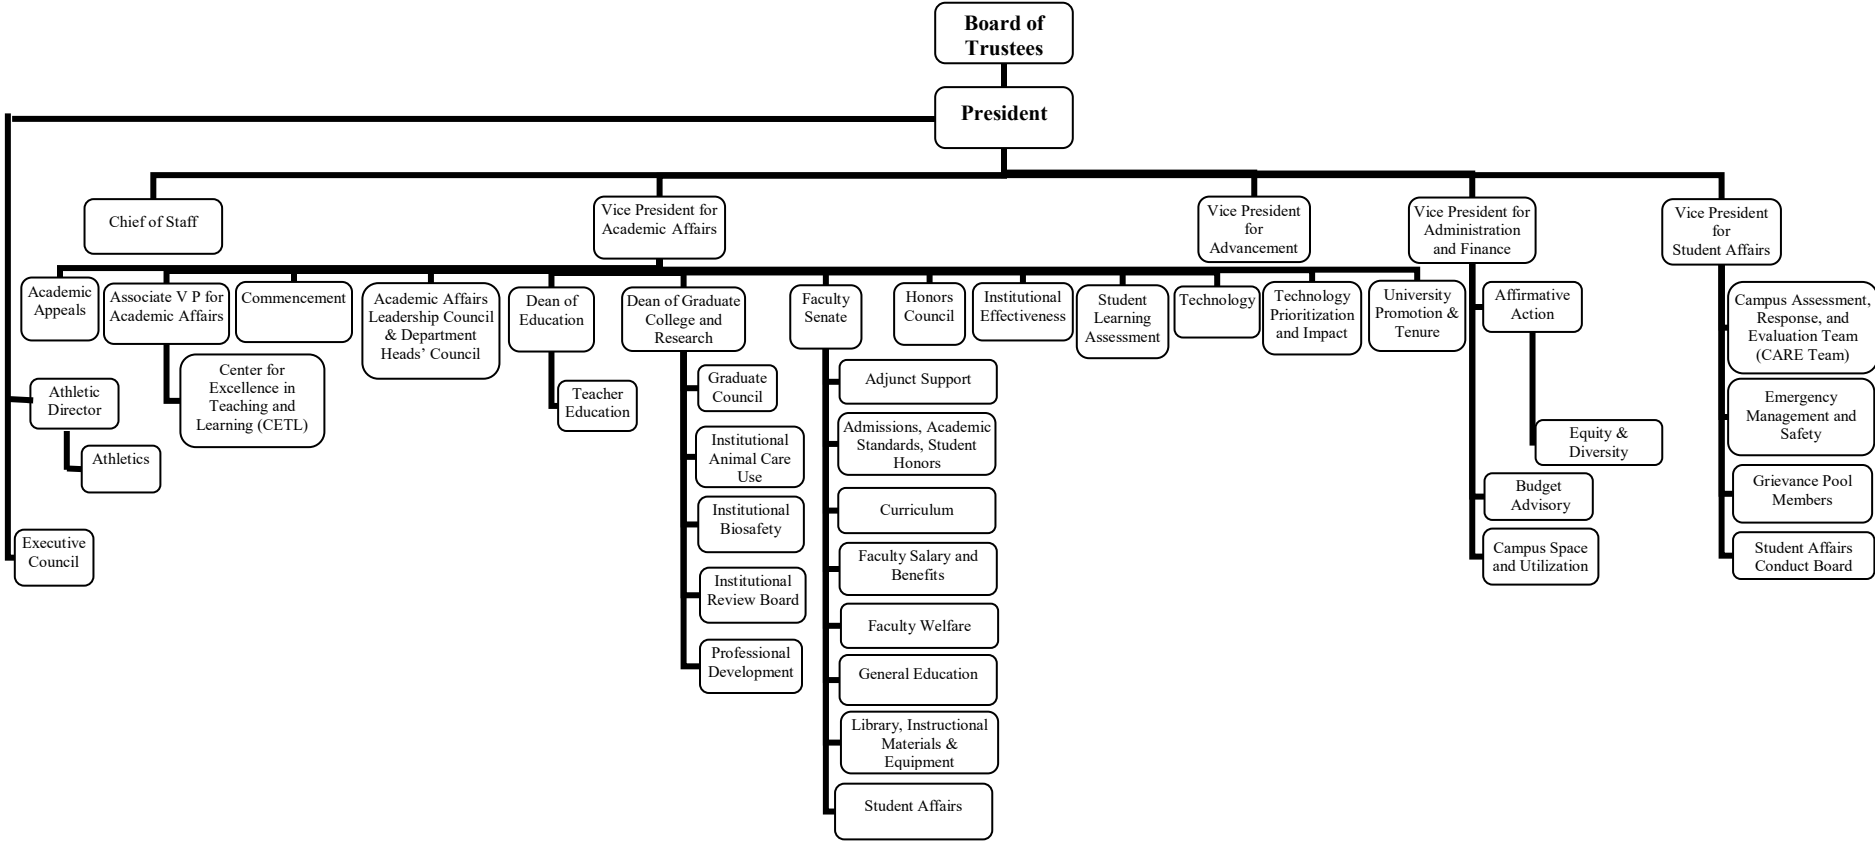 Board of
Trustees
President
Chief of Staff
Vice President for
Academic Affairs
Vice President
for
Advancement
Vice President for
Administration
and Finance
Vice President
for
Student Affairs
Academic
Appeals
Associate V P for
Academic Affairs
Commencement
Academic Affairs
Leadership Council
& Department
Heads’ Council
Dean of
Education
Dean of Graduate
College and
Research
Faculty
Senate
Honors
Council
Institutional
Effectiveness
Student
Learning
Assessment
Technology
Technology
Prioritization
and Impact
University
Promotion &
Tenure
Affirmative
Action
Campus Assessment,
Response, and
Evaluation Team
(CARE Team)
Athletic
Director
Athletics
Executive
Council
Center for
Excellence in
Teaching and
Learning (CETL)
Teacher
Education
Graduate
Council
Institutional
Animal Care
Use
Institutional
Biosafety
Institutional
Review Board
Professional
Development
Adjunct Support
Admissions, Academic
Standards, Student
Honors
Curriculum
Faculty Salary and
Benefits
Faculty Welfare
General Education
Library, Instructional
Materials &
Equipment
Student Affairs
Equity &
Diversity
Budget
Advisory
Campus Space
and Utilization
Emergency
Management and
Safety
Grievance Pool
Members
Student Affairs
Conduct Board